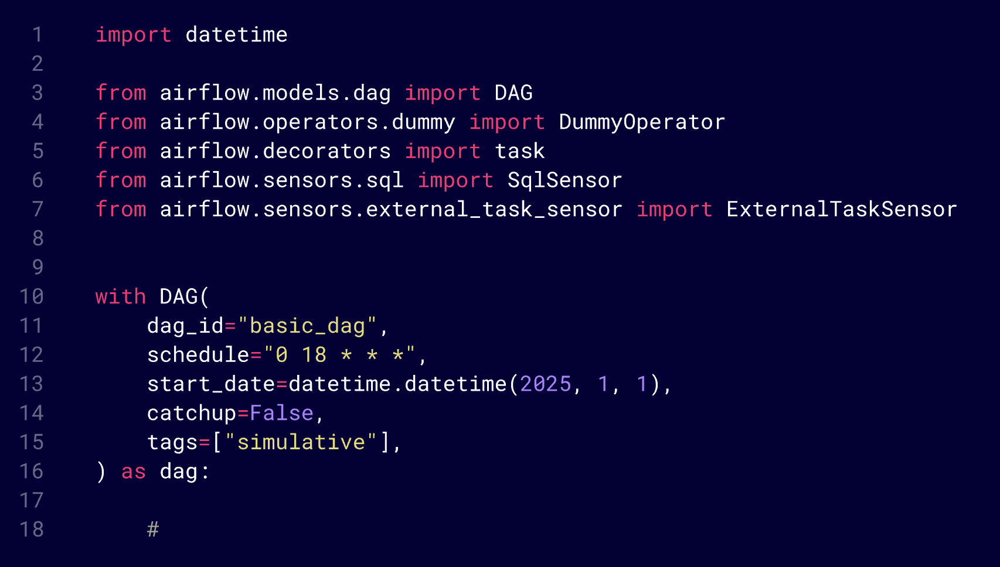 1 import datetime
2
3 from airflow.models.dag import DAG
4 from airflow.operators.dummy import DummyOperator
5 from airflow.decorators import task
6 from airflow.sensors.sql import SqlSensor
7 from airflow.sensors.external_task_sensor import ExternalTaskSensor
8
9
10 with DAG(
11     dag_id="basic_dag",
12     schedule="0 18 * * *",
13     start_date=datetime.datetime(2025, 1, 1),
14     catchup=False,
15     tags=["simulative"],
16 ) as dag:
17
18     #